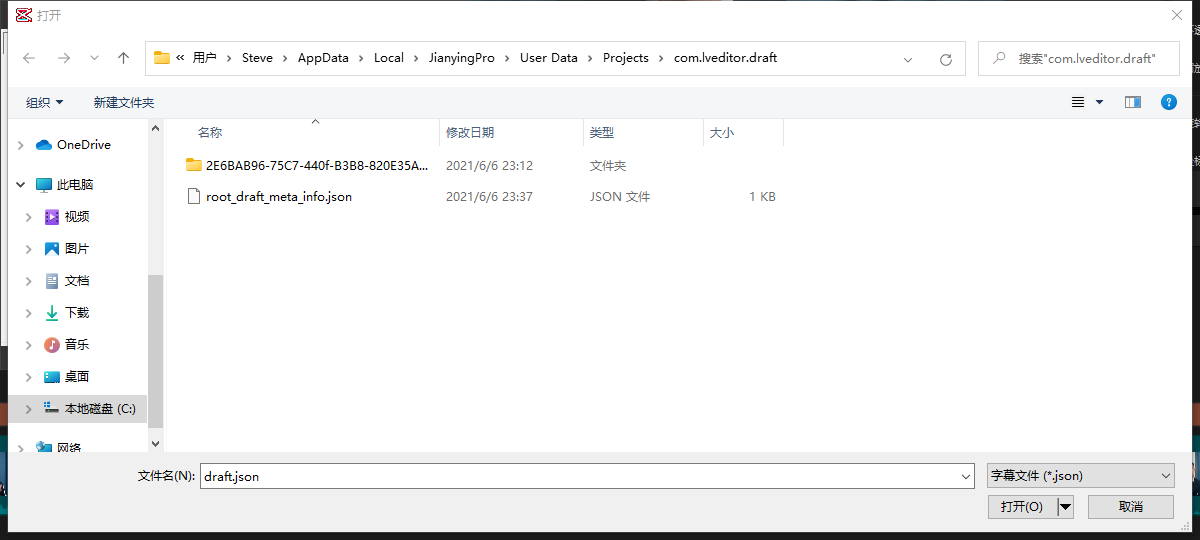 打开
« 用户 › Steve › AppData › Local › JianyingPro › User Data › Projects › com.lveditor.draft
搜索"com.lveditor.draft"
组织 新建文件夹
名称 修改日期 类型 大小
OneDrive
此电脑
视频
图片
文档
下载
音乐
桌面
本地磁盘 (C:)
网络
2E6BAB96-75C7-440f-B3B8-820E35A... 2021/6/6 23:12 文件夹
root_draft_meta_info.json 2021/6/6 23:37 JSON 文件 1 KB
文件名(N): draft.json 字幕文件 (*.json)
打开(O) 取消